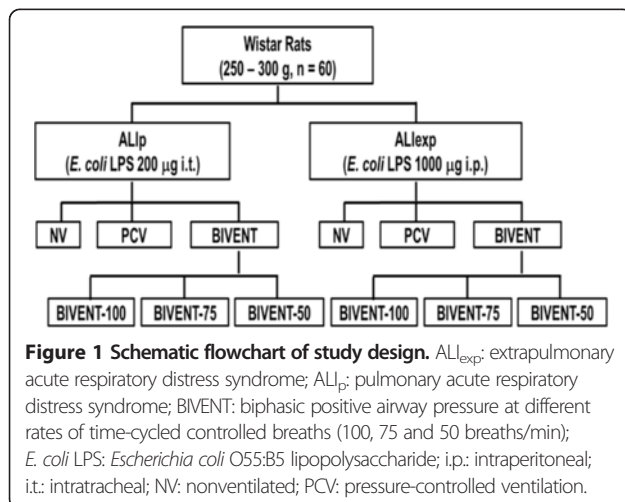 Wistar Rats
(250 – 300 g, n = 60)
ALIp
(E. coli LPS 200 μg i.t.)
ALIexp
(E. coli LPS 1000 μg i.p.)
NV
PCV
BIVENT
NV
PCV
BIVENT
BIVENT-100
BIVENT-75
BIVENT-50
BIVENT-100
BIVENT-75
BIVENT-50
Figure 1 Schematic flowchart of study design. ALIexp: extrapulmonary
acute respiratory distress syndrome; ALIp: pulmonary acute respiratory
distress syndrome; BIVENT: biphasic positive airway pressure at different
rates of time-cycled controlled breaths (100, 75 and 50 breaths/min);
E. coli LPS: Escherichia coli O55:B5 lipopolysaccharide; i.p.: intraperitoneal;
i.t.: intratracheal; NV: nonventilated; PCV: pressure-controlled ventilation.